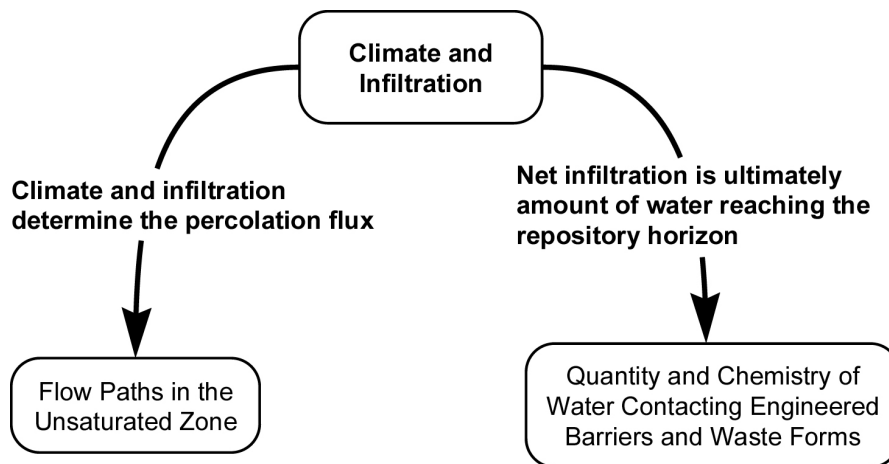 Climate and
Infiltration
Climate and infiltration
determine the percolation flux
Net infiltration is ultimately
amount of water reaching the
repository horizon
Flow Paths in the
Unsaturated Zone
Quantity and Chemistry of
Water Contacting Engineered
Barriers and Waste Forms